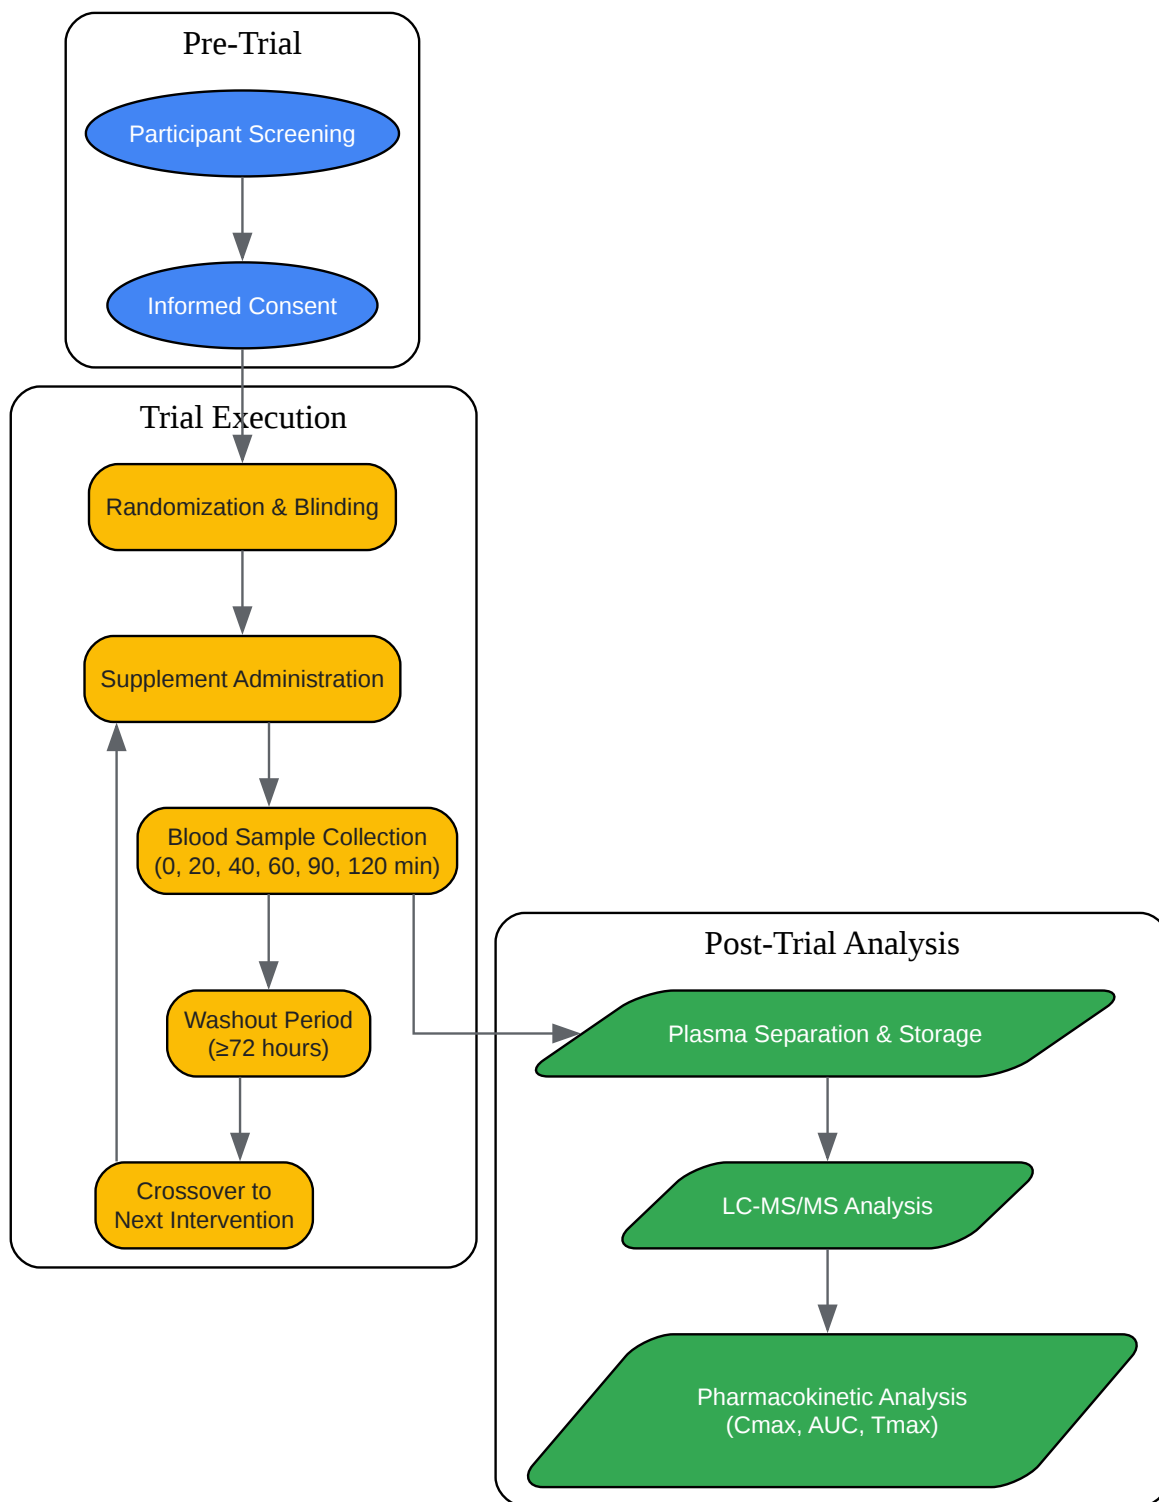 Pre-Trial
Participant Screening
Informed Consent
Trial Execution
Randomization & Blinding
Supplement Administration
Blood Sample Collection
(0, 20, 40, 60, 90, 120 min)
Washout Period
(≥72 hours)
Crossover to
Next Intervention
Post-Trial Analysis
Plasma Separation & Storage
LC-MS/MS Analysis
Pharmacokinetic Analysis
(Cmax, AUC, Tmax)